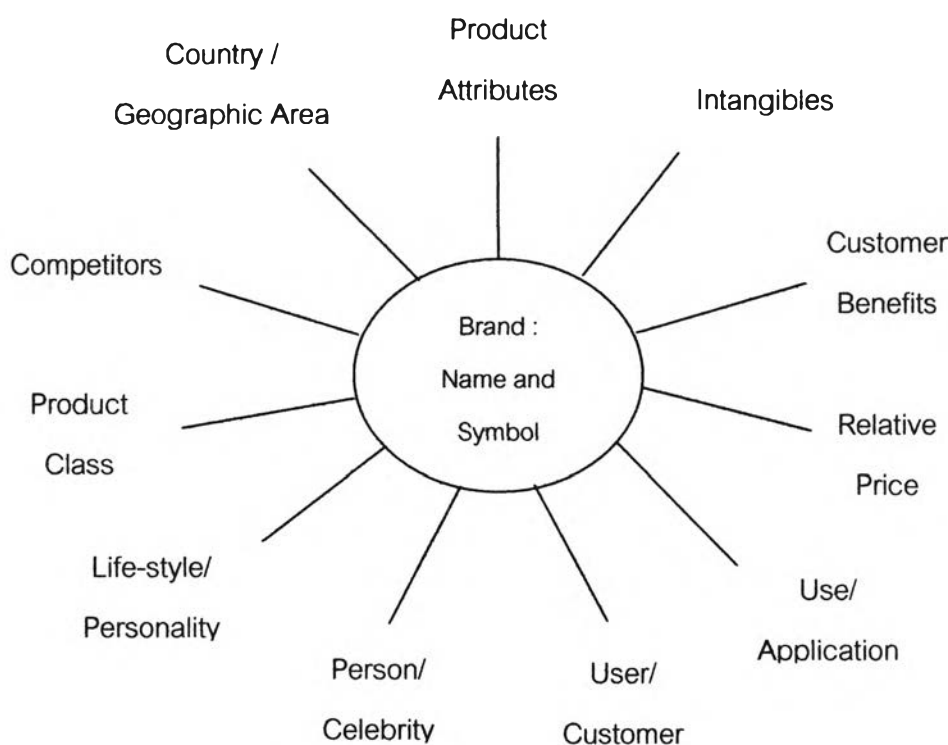 Product
Attributes
Intangibles
Customer
Benefits
Relative
Price
Use/
Application
User/
Customer
Person/
Celebrity
Life-style/
Personality
Product
Class
Competitors
Country /
Geographic Area
Brand :
Name and
Symbol